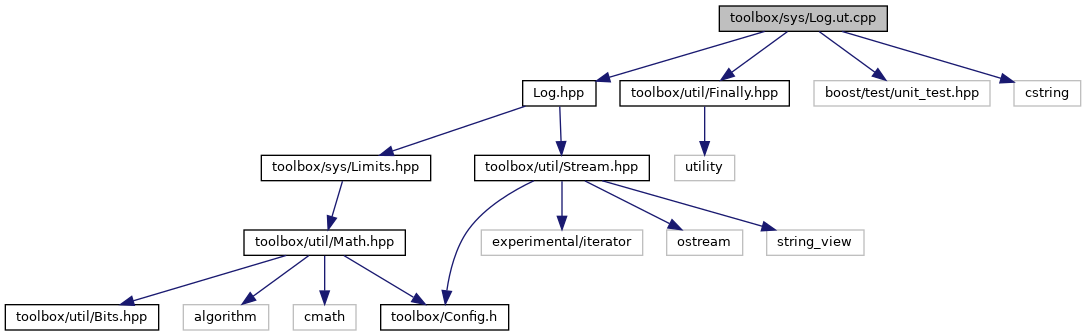 toolbox/sys/Log.ut.cpp
Log.hpp
toolbox/util/Finally.hpp
boost/test/unit_test.hpp
cstring
toolbox/sys/Limits.hpp
toolbox/util/Stream.hpp
utility
toolbox/util/Math.hpp
experimental/iterator
ostream
string_view
toolbox/util/Bits.hpp
algorithm
cmath
toolbox/Config.h